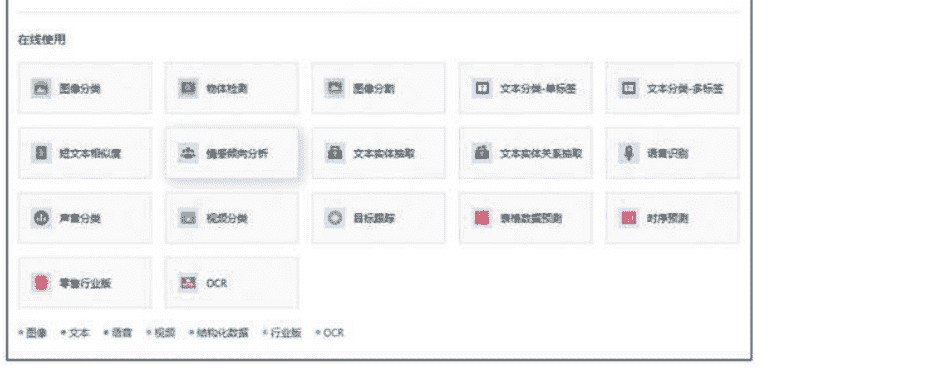 在线使用
图像分类 物体检测 图像分割 文本分类-单标签 文本分类-多标签
短文本相似度 情感倾向分析 文本实体抽取 文本实体关系抽取 语音识别
声音分类 视频分类 目标跟踪 表格数据预测 时序预测
零售行业版 OCR
图像 文本 语音 视频 结构化数据 行业版 OCR